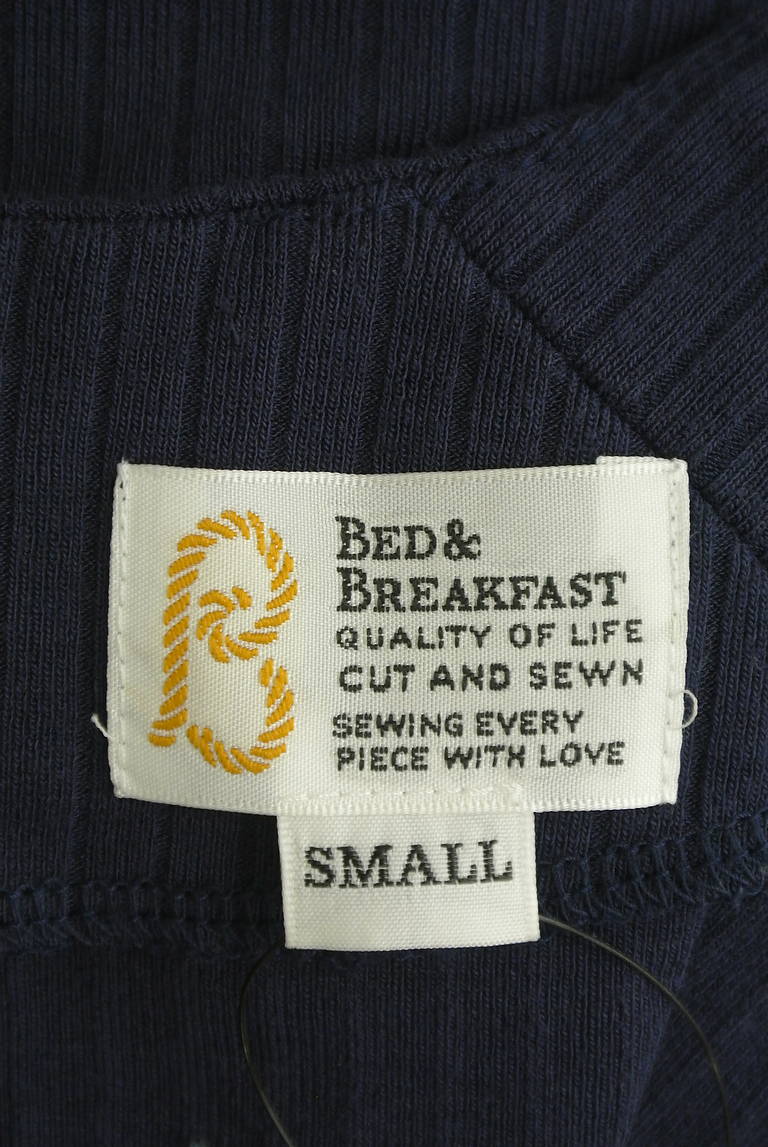 B
BED &
BREAKFAST
QUALITY OF LIFE
CUT AND SEWN
SEWING EVERY
PIECE WITH LOVE
SMALL